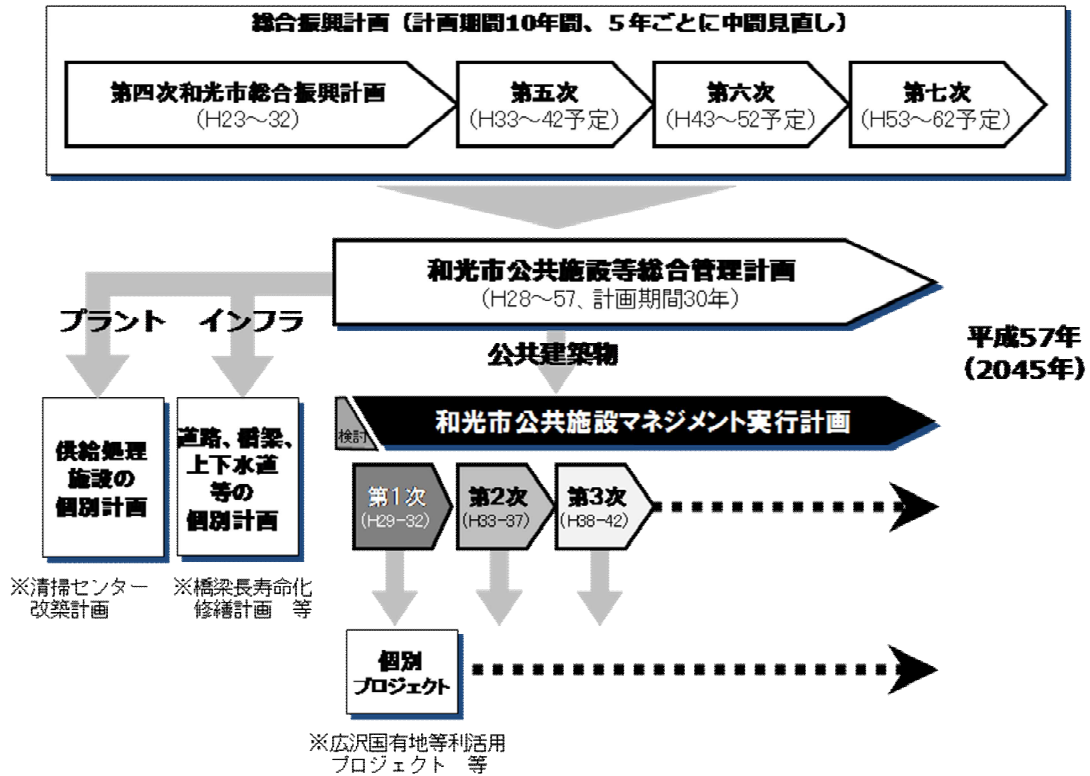 総合振興計画（計画期間10年間、５年ごとに中間見直し）
第四次和光市総合振興計画
（H23～32）
第五次
（H33～42予定）
第六次
（H43～52予定）
第七次
（H53～62予定）
和光市公共施設等総合管理計画
（H28～57、計画期間30年）
プラント
インフラ
公共建築物
平成57年
（2045年）
供給処理
施設の
個別計画
道路、橋梁、
上下水道
等の
個別計画
検討
和光市公共施設マネジメント実行計画
第1次
（H29-32）
第2次
（H33-37）
第3次
（H38-42）
※清掃センター
改築計画
※橋梁長寿命化
修繕計画　等
個別
プロジェクト
※広沢国有地等利活用
プロジェクト　等